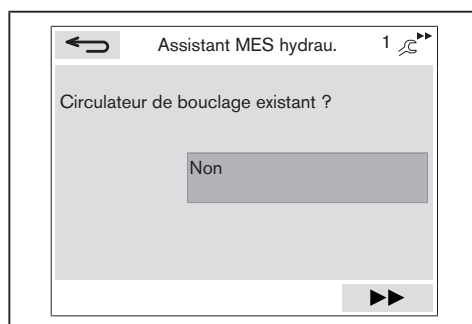 Assistant MES hydrau. 1
Circulateur de bouclage existant ?
Non